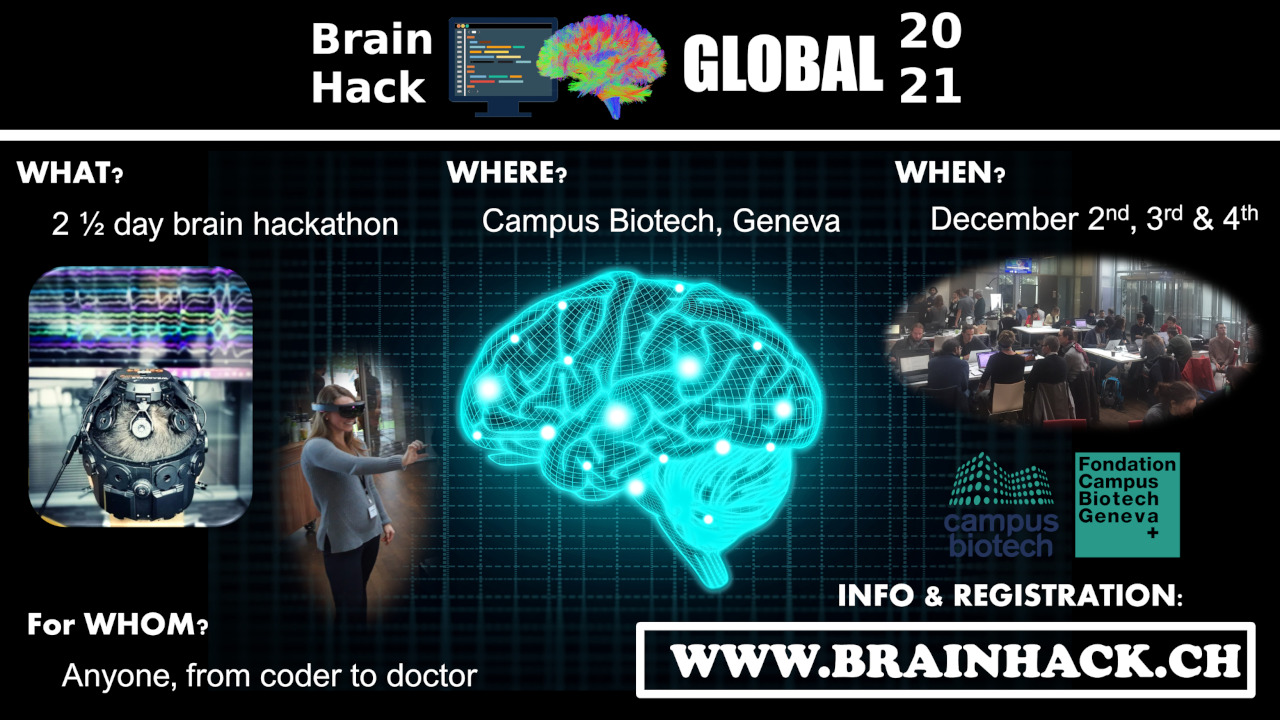 Brain
Hack
GLOBAL
20
21
WHAT?
2 ½ day brain hackathon
WHERE?
Campus Biotech, Geneva
WHEN?
December 2nd, 3rd & 4th
campus
biotech
Fondation
Campus
Biotech
Geneva
+
INFO & REGISTRATION:
WWW.BRAINHACK.CH
For WHOM?
Anyone, from coder to doctor